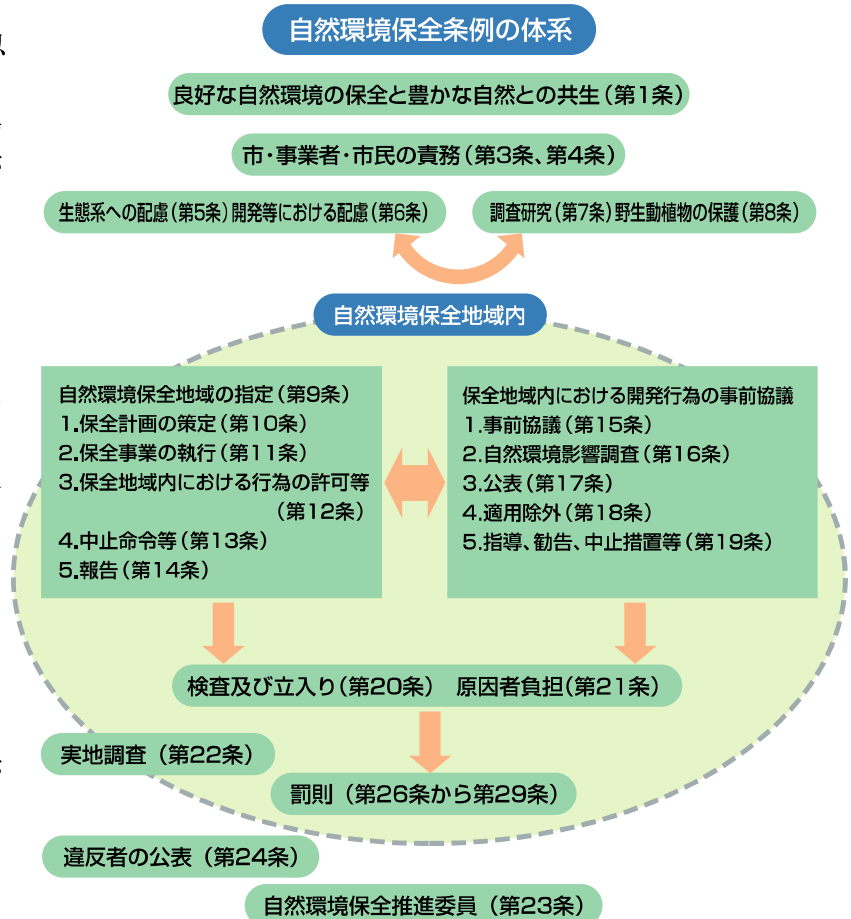 自然環境保全条例の体系
良好な自然環境の保全と豊かな自然との共生(第1条)
市・事業者・市民の責務(第3条、第4条)
生態系への配慮(第5条)開発等における配慮(第6条)
調査研究(第7条)野生動植物の保護(第8条)
自然環境保全地域内
自然環境保全地域の指定(第9条)
1.保全計画の策定(第10条)
2.保全事業の執行(第11条)
3.保全地域内における行為の許可等
(第12条)
4.中止命令等(第13条)
5.報告(第14条)
保全地域内における開発行為の事前協議
1.事前協議(第15条)
2.自然環境影響調査(第16条)
3.公表(第17条)
4.適用除外(第18条)
5.指導、勧告、中止措置等(第19条)
検査及び立入り(第20条) 原因者負担(第21条)
実地調査(第22条)
罰則(第26条から第29条)
違反者の公表(第24条)
自然環境保全推進委員(第23条)